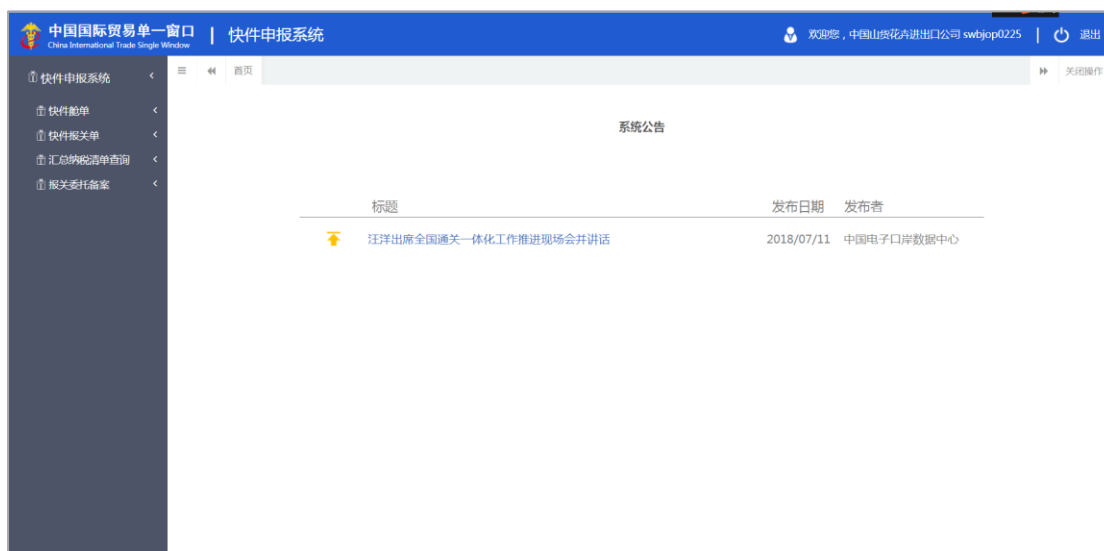 中国国际贸易单一窗口 | 快件申报系统
China International Trade Single Window
欢迎您，中国山货花卉进出口公司 swbjop0225 | 退出
快件申报系统
首页
关闭操作
快件舱单
快件报关单
汇总纳税清单查询
报关委托备案
系统公告
标题 发布日期 发布者
汪洋出席全国通关一体化工作推进现场会并讲话 2018/07/11 中国电子口岸数据中心